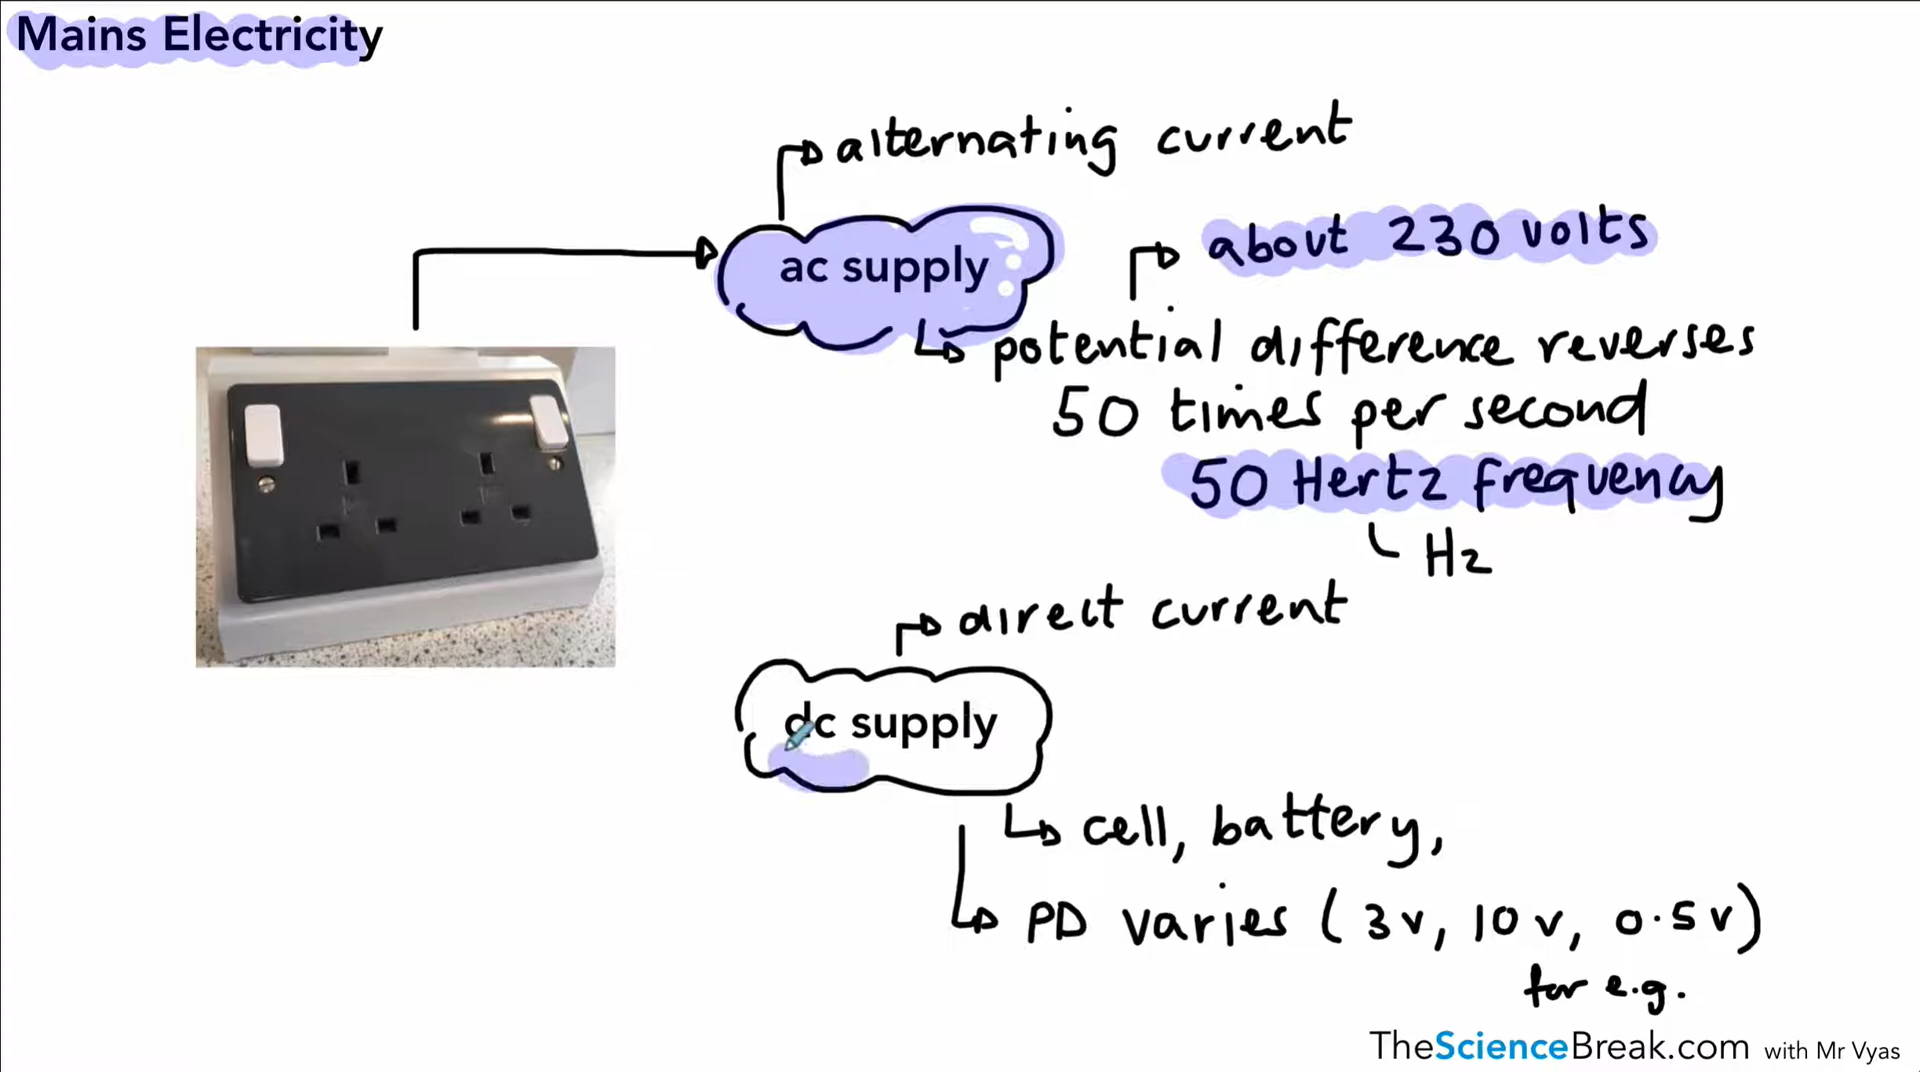 Mains Electricity
alternating current
ac supply
about 230 volts
potential difference reverses
50 times per second
50 Hertz frequency
Hz
direct current
dc supply
cell, battery,
PD varies (3v, 10v, 0.5v)
for e.g.
TheScienceBreak.com with Mr Vyas